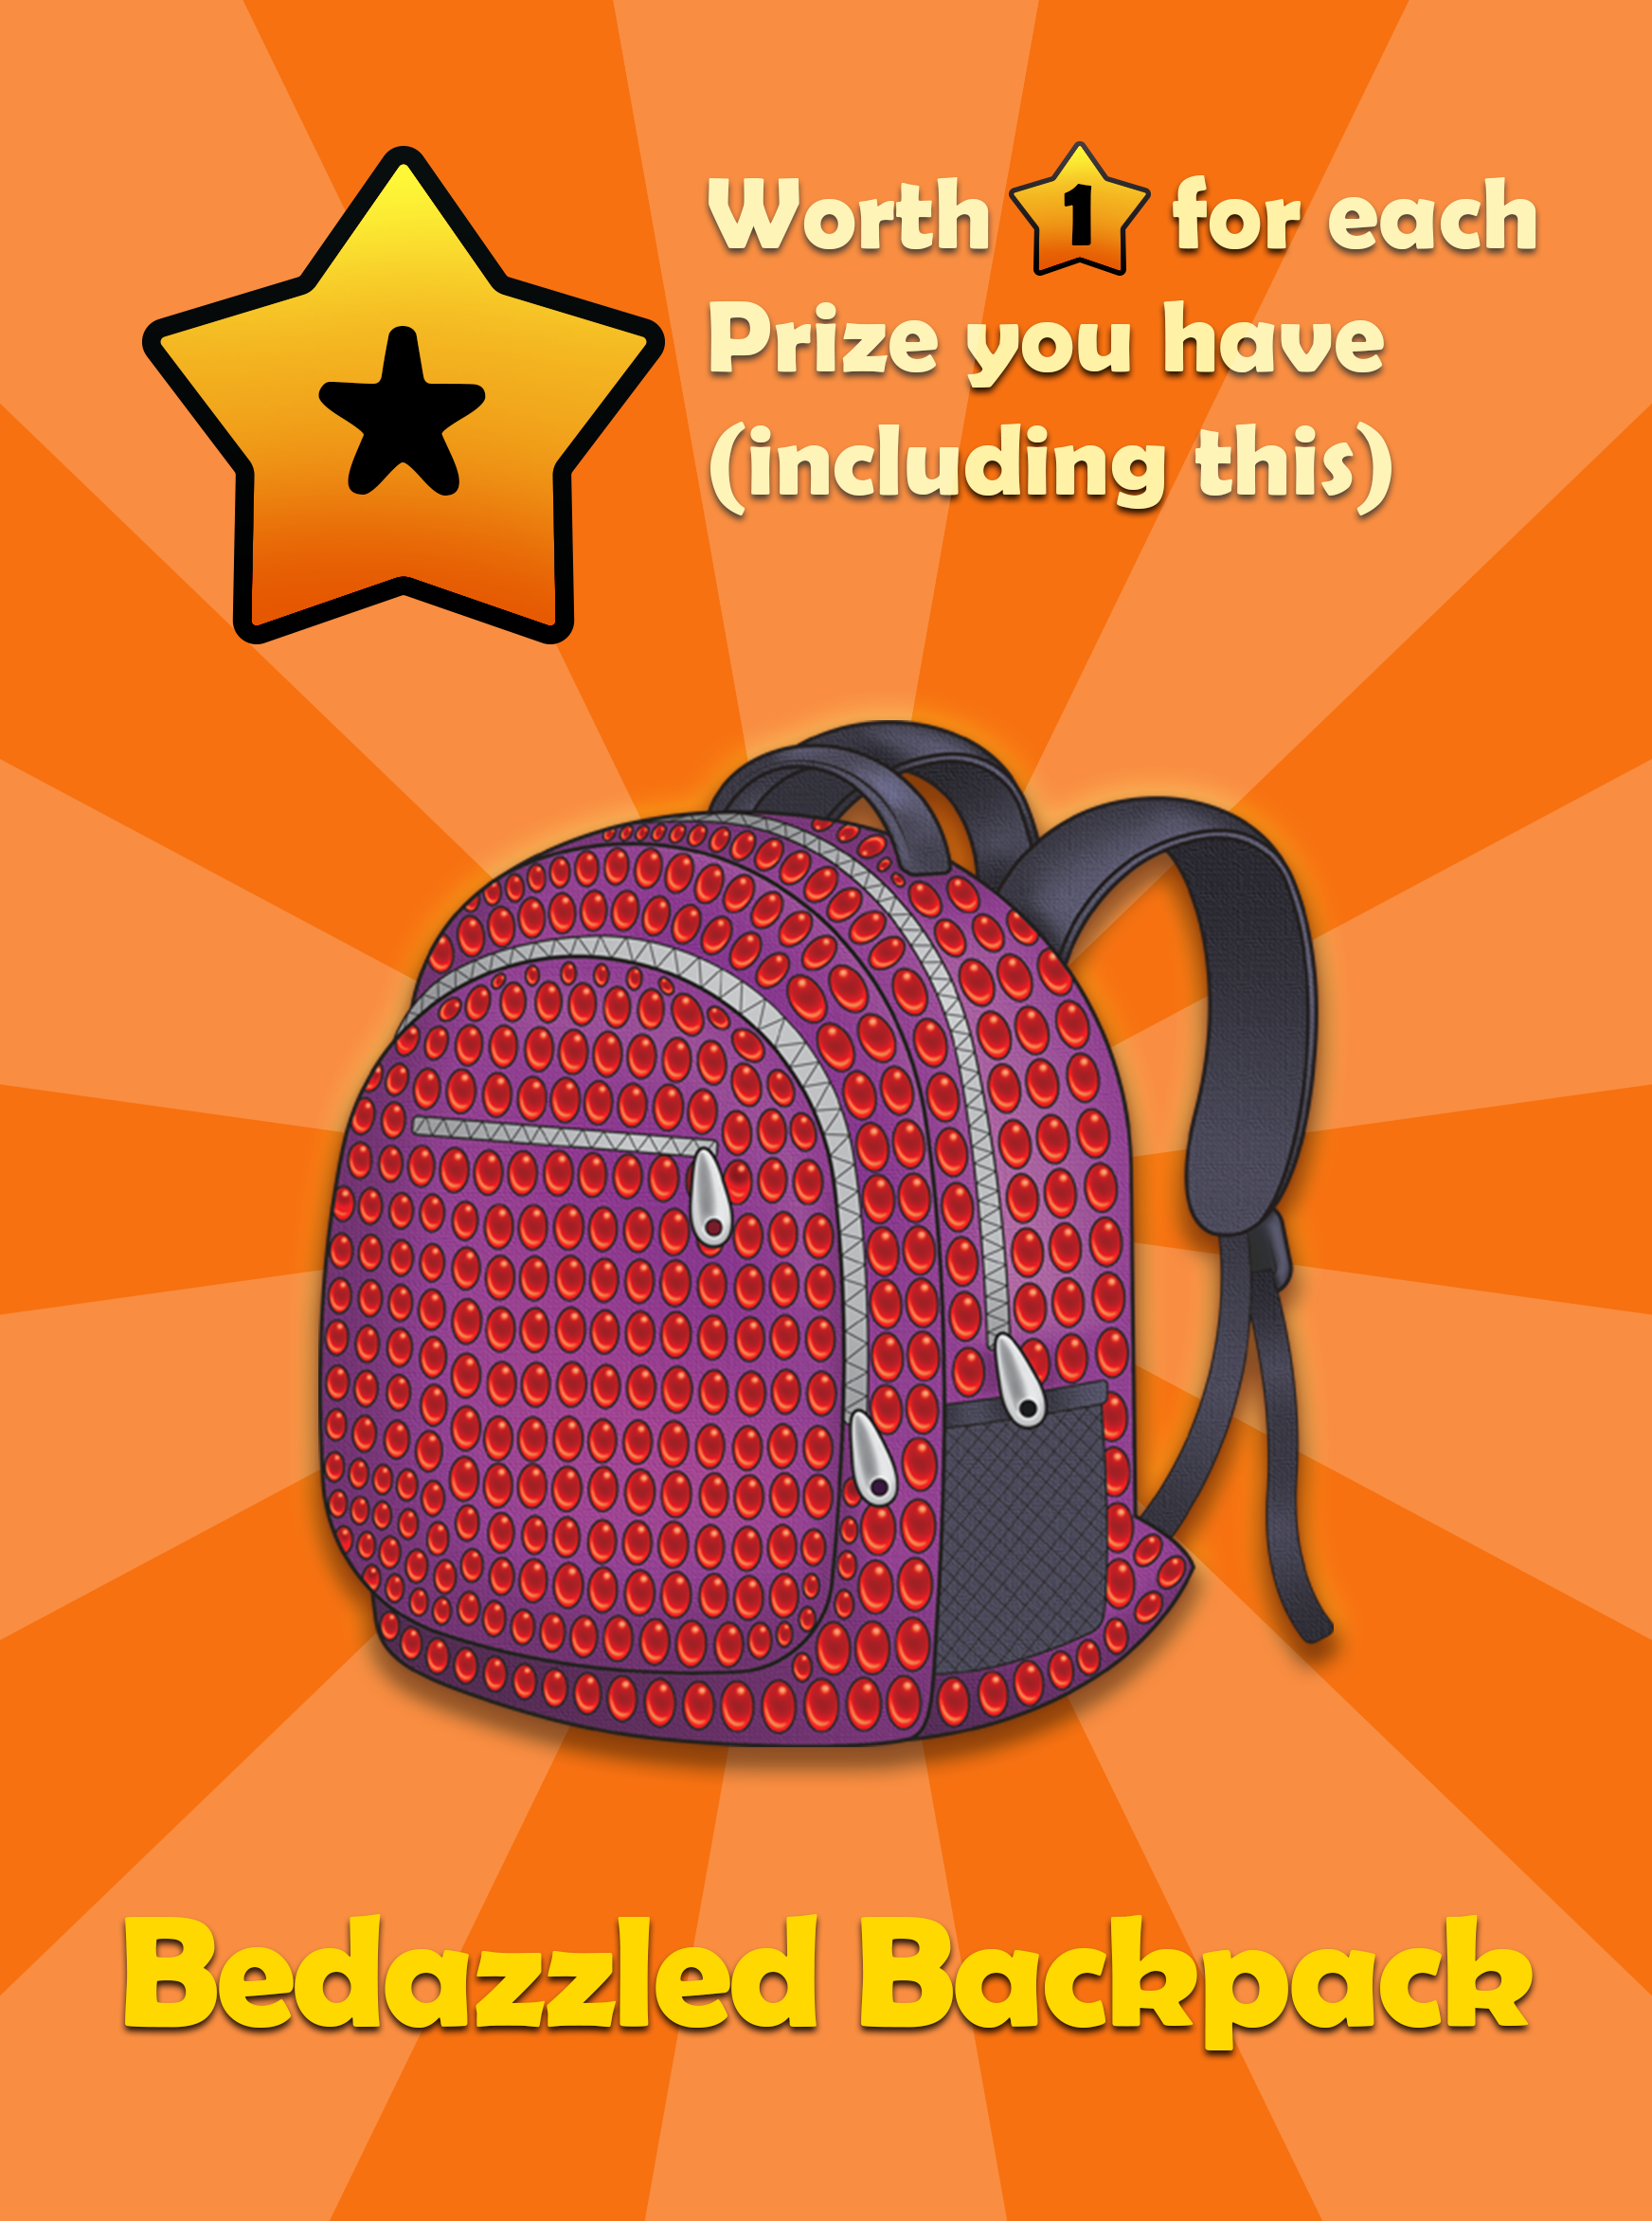 *
Worth 1 for each
Prize you have
(including this)
Bedazzled Backpack